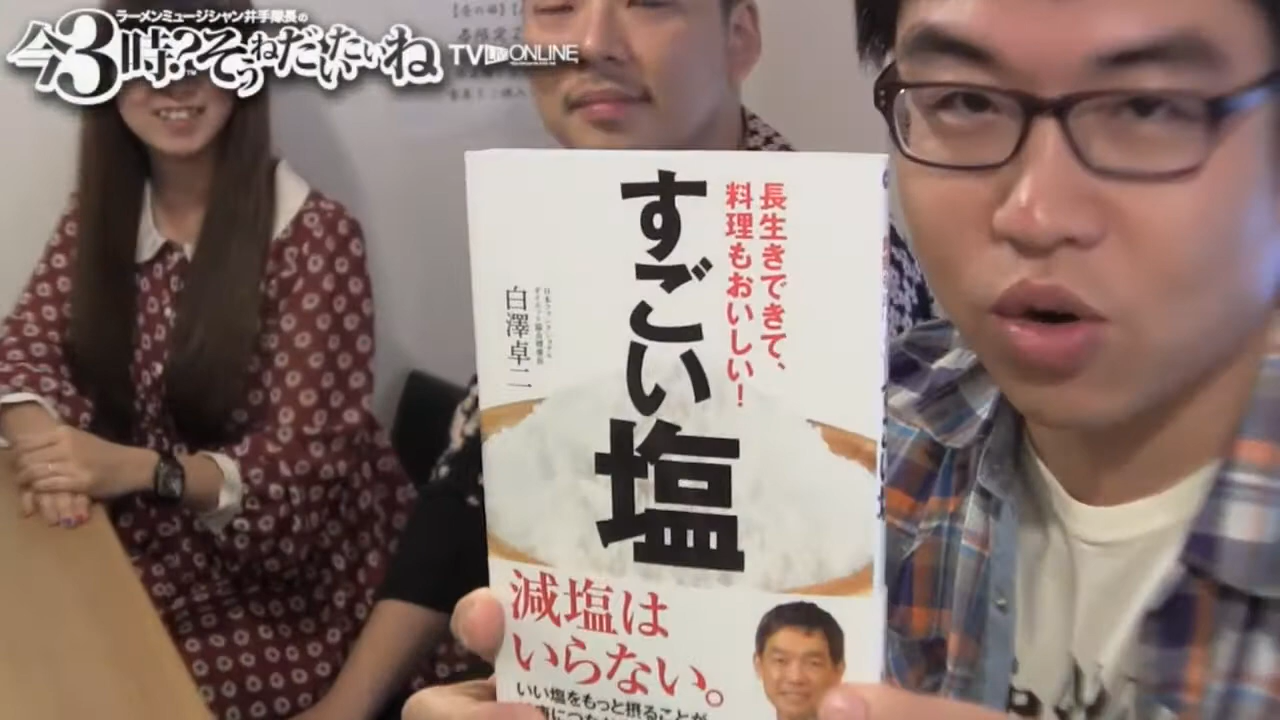 ラーメンミュージシャン井手隊長の
今3時?そうねだいたいね
TV LIVE ONLINE
長生きできて、
料理もおいしい!
すごい塩
白澤卓二
減塩は
いらない。
いい塩をもっと摂ることが